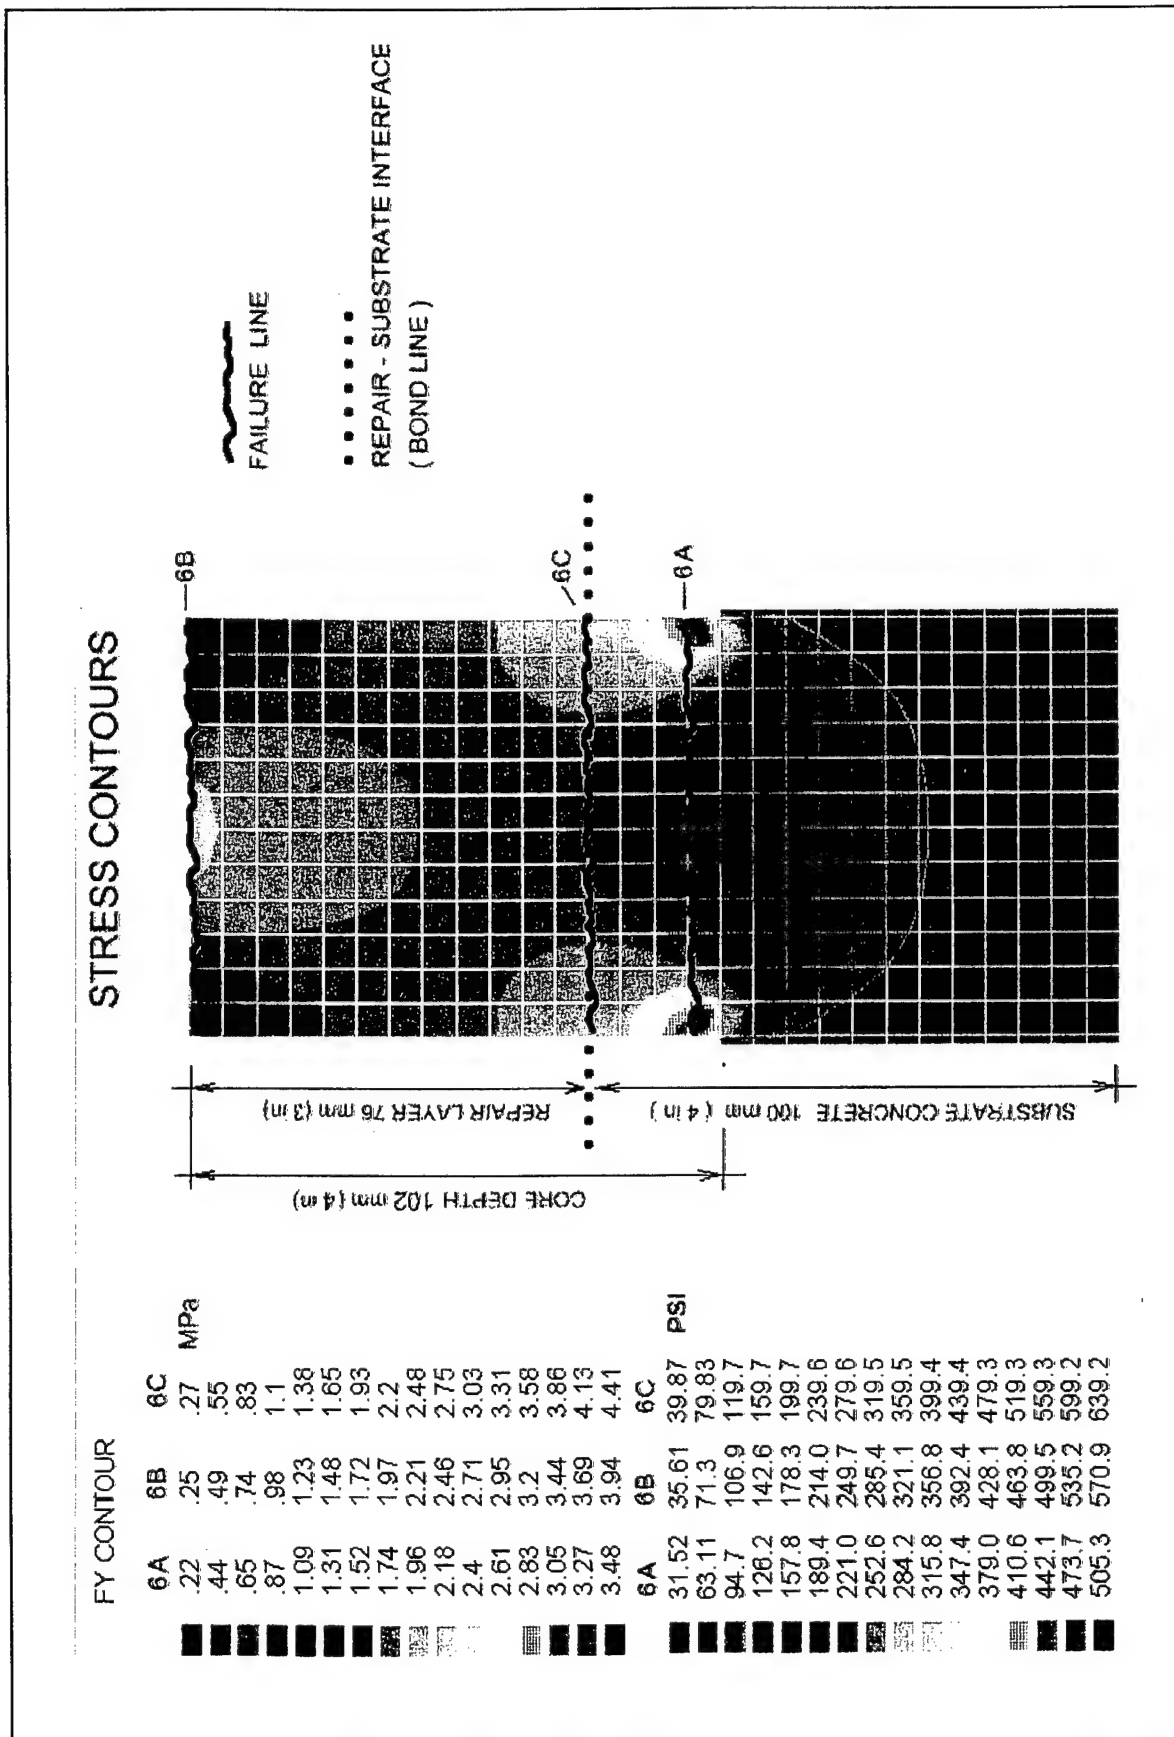 STRESS CONTOURS
FY CONTOUR
6A 6B 6C
.22 .25 .27 MPa
.44 .49 .55
.65 .74 .83
.87 .98 1.1
1.09 1.23 1.38
1.31 1.48 1.65
1.52 1.72 1.93
1.74 1.97 2.2
1.96 2.21 2.48
2.18 2.46 2.75
2.4 2.71 3.03
2.61 2.95 3.31
2.83 3.2 3.58
3.05 3.44 3.86
3.27 3.69 4.13
3.48 3.94 4.41
6A 6B 6C
31.52 35.61 39.87 PSI
63.11 71.3 79.83
94.7 106.9 119.7
126.2 142.6 159.7
157.8 178.3 199.7
189.4 214.0 239.6
221.0 249.7 279.6
252.6 285.4 319.5
284.2 321.1 359.5
315.8 356.8 399.4
347.4 392.4 439.4
379.0 428.1 479.3
410.6 463.8 519.3
442.1 499.5 559.3
473.7 535.2 599.2
505.3 570.9 639.2
CORE DEPTH 102 mm (4 in)
REPAIR LAYER 76 mm (3 in)
SUBSTRATE CONCRETE 100 mm ( 4 in )
6B
6C
6A
FAILURE LINE
REPAIR - SUBSTRATE INTERFACE
( BOND LINE )